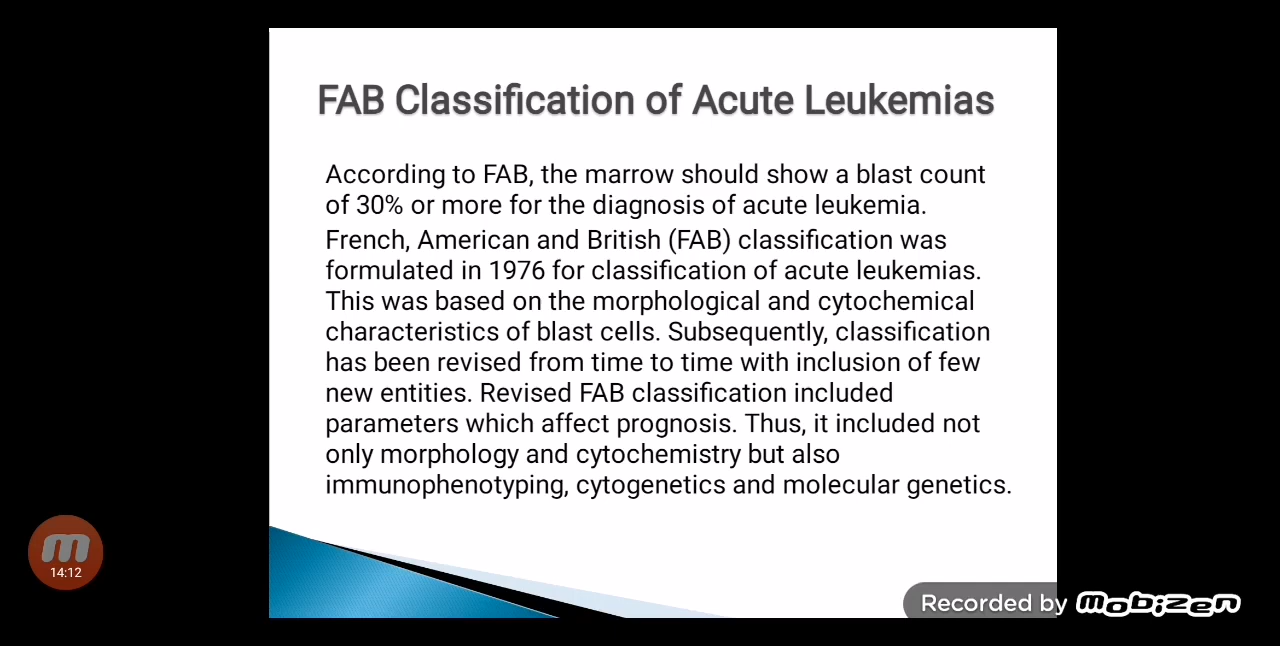 FAB Classification of Acute Leukemias
According to FAB, the marrow should show a blast count
of 30% or more for the diagnosis of acute leukemia.
French, American and British (FAB) classification was
formulated in 1976 for classification of acute leukemias.
This was based on the morphological and cytochemical
characteristics of blast cells. Subsequently, classification
has been revised from time to time with inclusion of few
new entities. Revised FAB classification included
parameters which affect prognosis. Thus, it included not
only morphology and cytochemistry but also
immunophenotyping, cytogenetics and molecular genetics.
m
14:12
Recorded by mobizen